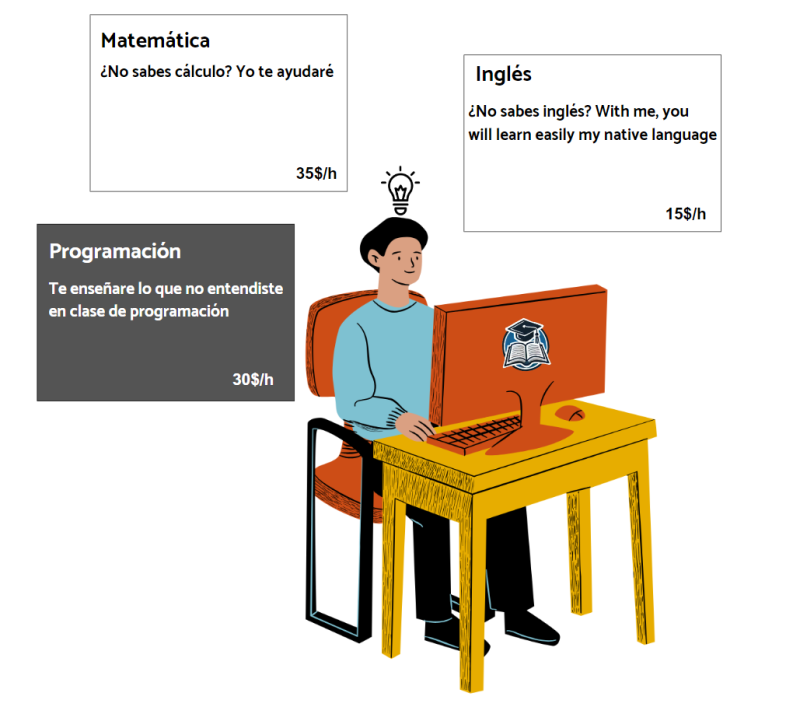 Matemática
¿No sabes cálculo? Yo te ayudaré
35$/h
Inglés
¿No sabes inglés? With me, you
will learn easily my native language
15$/h
Programación
Te enseñare lo que no entendiste
en clase de programación
30$/h